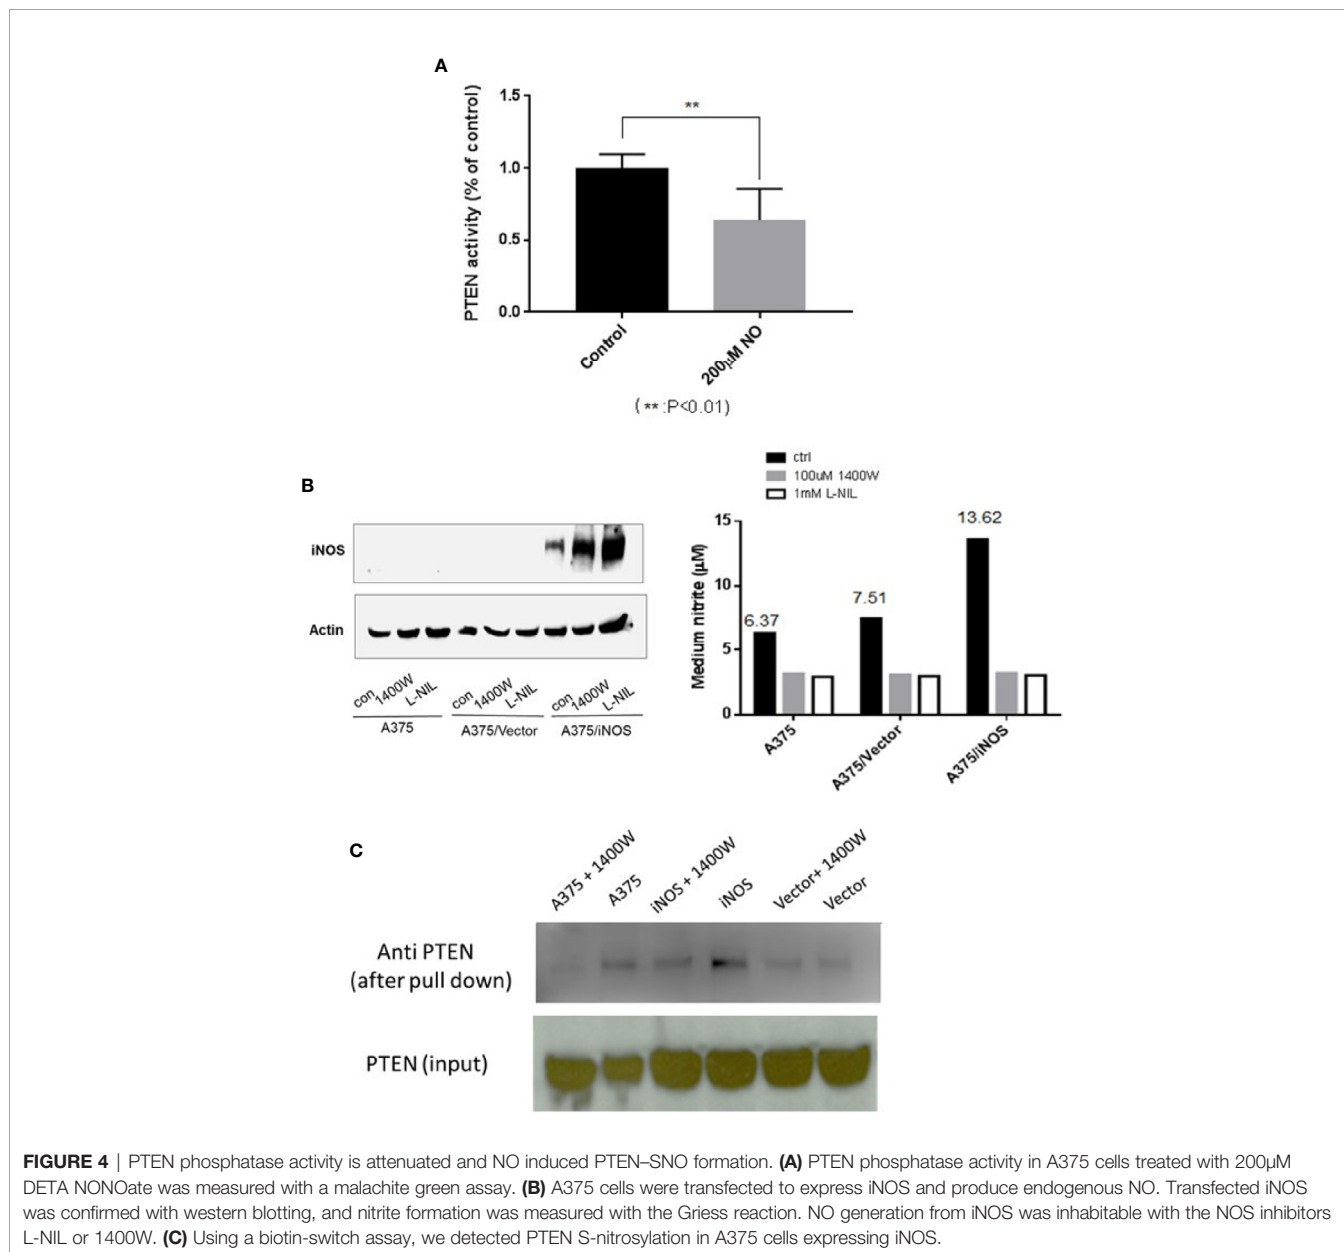 A
PTEN activity (% of control)
1.5
1.0
0.5
0.0
**
Control
200µM NO
( ** :P<0.01)
B
iNOS
Actin
con 1400W L-NIL con 1400W L-NIL con 1400W L-NIL
A375 A375/Vector A375/iNOS
ctrl
100uM 1400W
1mM L-NIL
Medium nitrite (µM)
15
10
5
0
6.37
7.51
13.62
A375
A375/Vector
A375/iNOS
C
A375 + 1400W
A375
iNOS + 1400W
iNOS
Vector+ 1400W
Vector
Anti PTEN
(after pull down)
PTEN (input)
FIGURE 4 | PTEN phosphatase activity is attenuated and NO induced PTEN–SNO formation. (A) PTEN phosphatase activity in A375 cells treated with 200µM
DETA NONOate was measured with a malachite green assay. (B) A375 cells were transfected to express iNOS and produce endogenous NO. Transfected iNOS
was confirmed with western blotting, and nitrite formation was measured with the Griess reaction. NO generation from iNOS was inhabitable with the NOS inhibitors
L-NIL or 1400W. (C) Using a biotin-switch assay, we detected PTEN S-nitrosylation in A375 cells expressing iNOS.